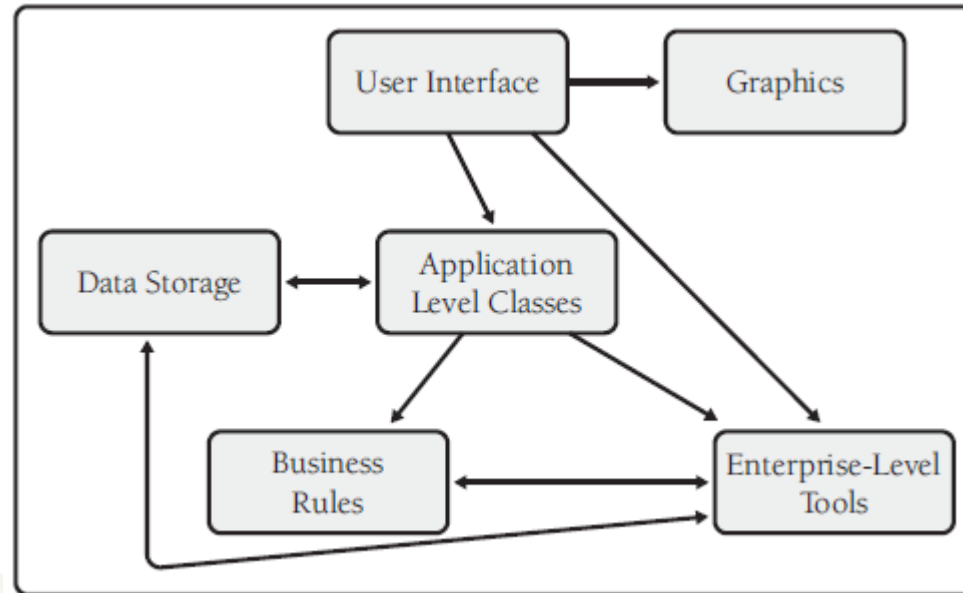 User Interface
Graphics
Data Storage
Application
Level Classes
Business
Rules
Enterprise-Level
Tools